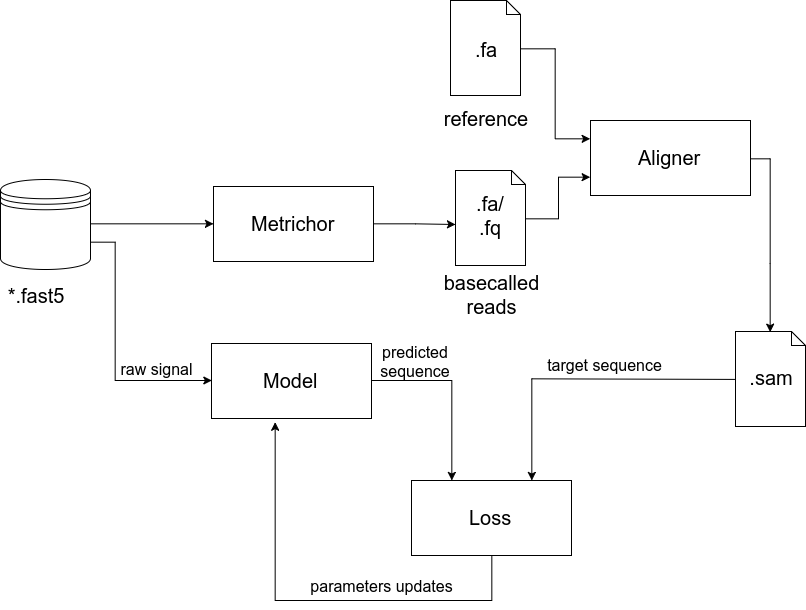 .fa
reference
Aligner
Metrichor
.fa/
.fq
basecalled
reads
*.fast5
raw signal
Model
predicted
sequence
target sequence
.sam
Loss
parameters updates